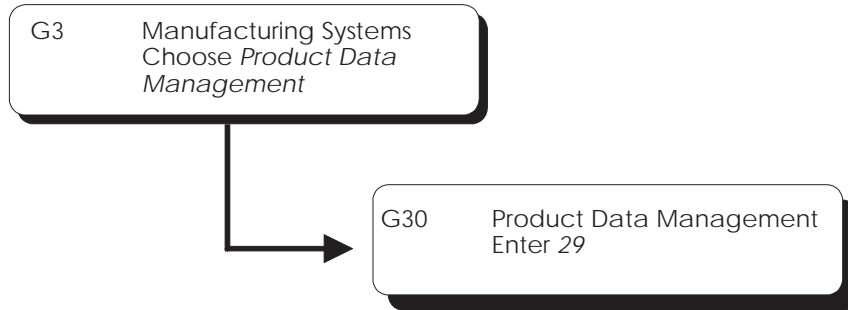 G3 Manufacturing Systems
Choose Product Data
Management
G30 Product Data Management
Enter 29